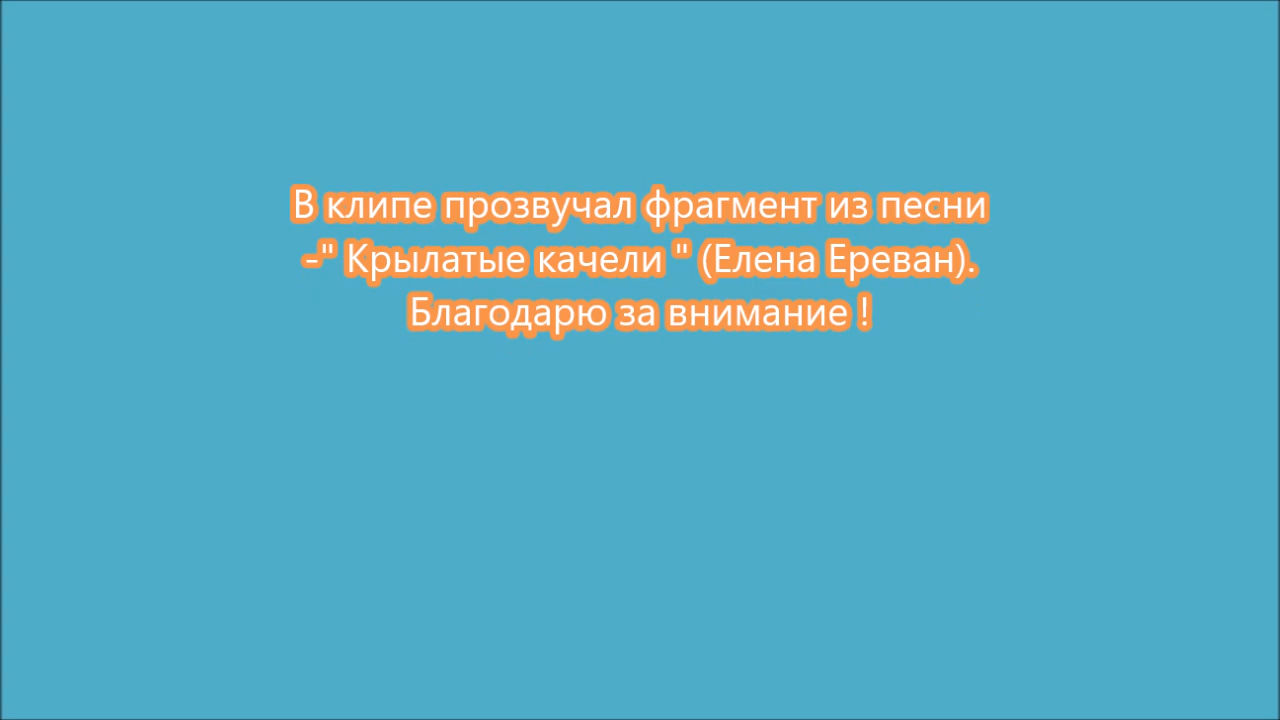 В клипе прозвучал фрагмент из песни
-" Крылатые качели " (Елена Ереван).
Благодарю за внимание !